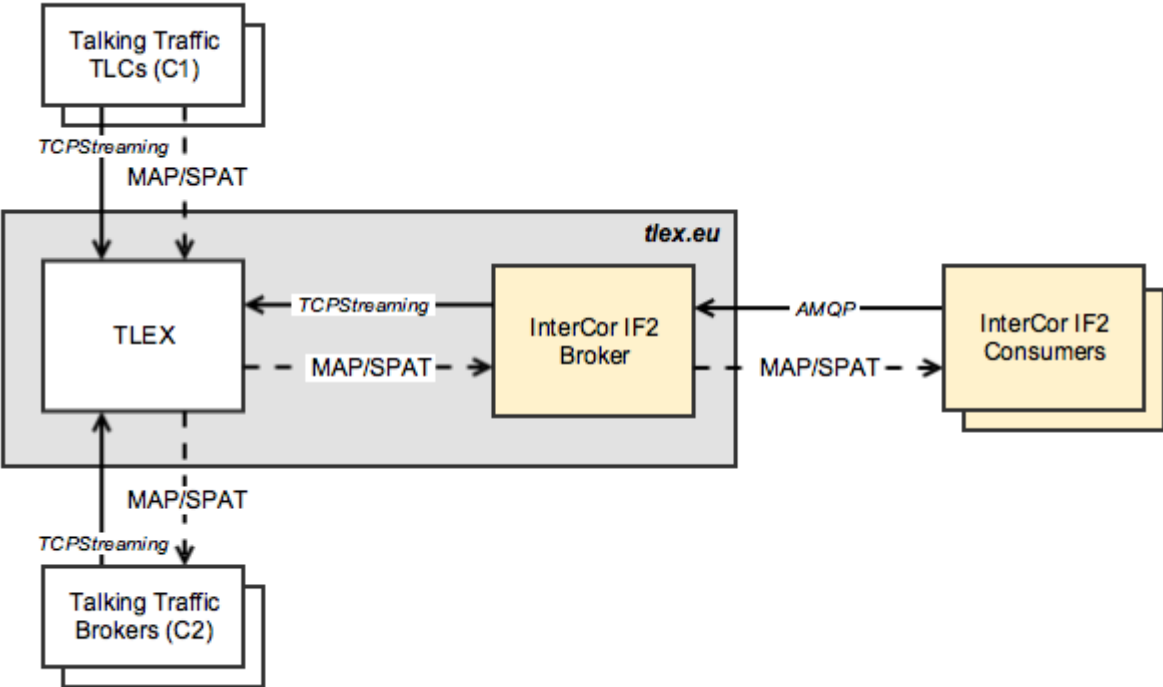 Talking Traffic
TLCs (C1)
TCPStreaming
MAP/SPAT
tlex.eu
TLEX
TCPStreaming
MAP/SPAT
InterCor IF2
Broker
AMQP
MAP/SPAT
InterCor IF2
Consumers
MAP/SPAT
TCPStreaming
Talking Traffic
Brokers (C2)